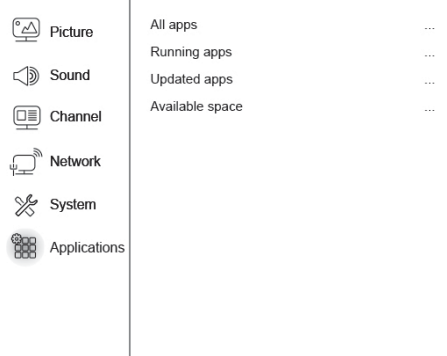 Picture
Sound
Channel
Network
System
Applications
All apps ...
Running apps ...
Updated apps ...
Available space ...